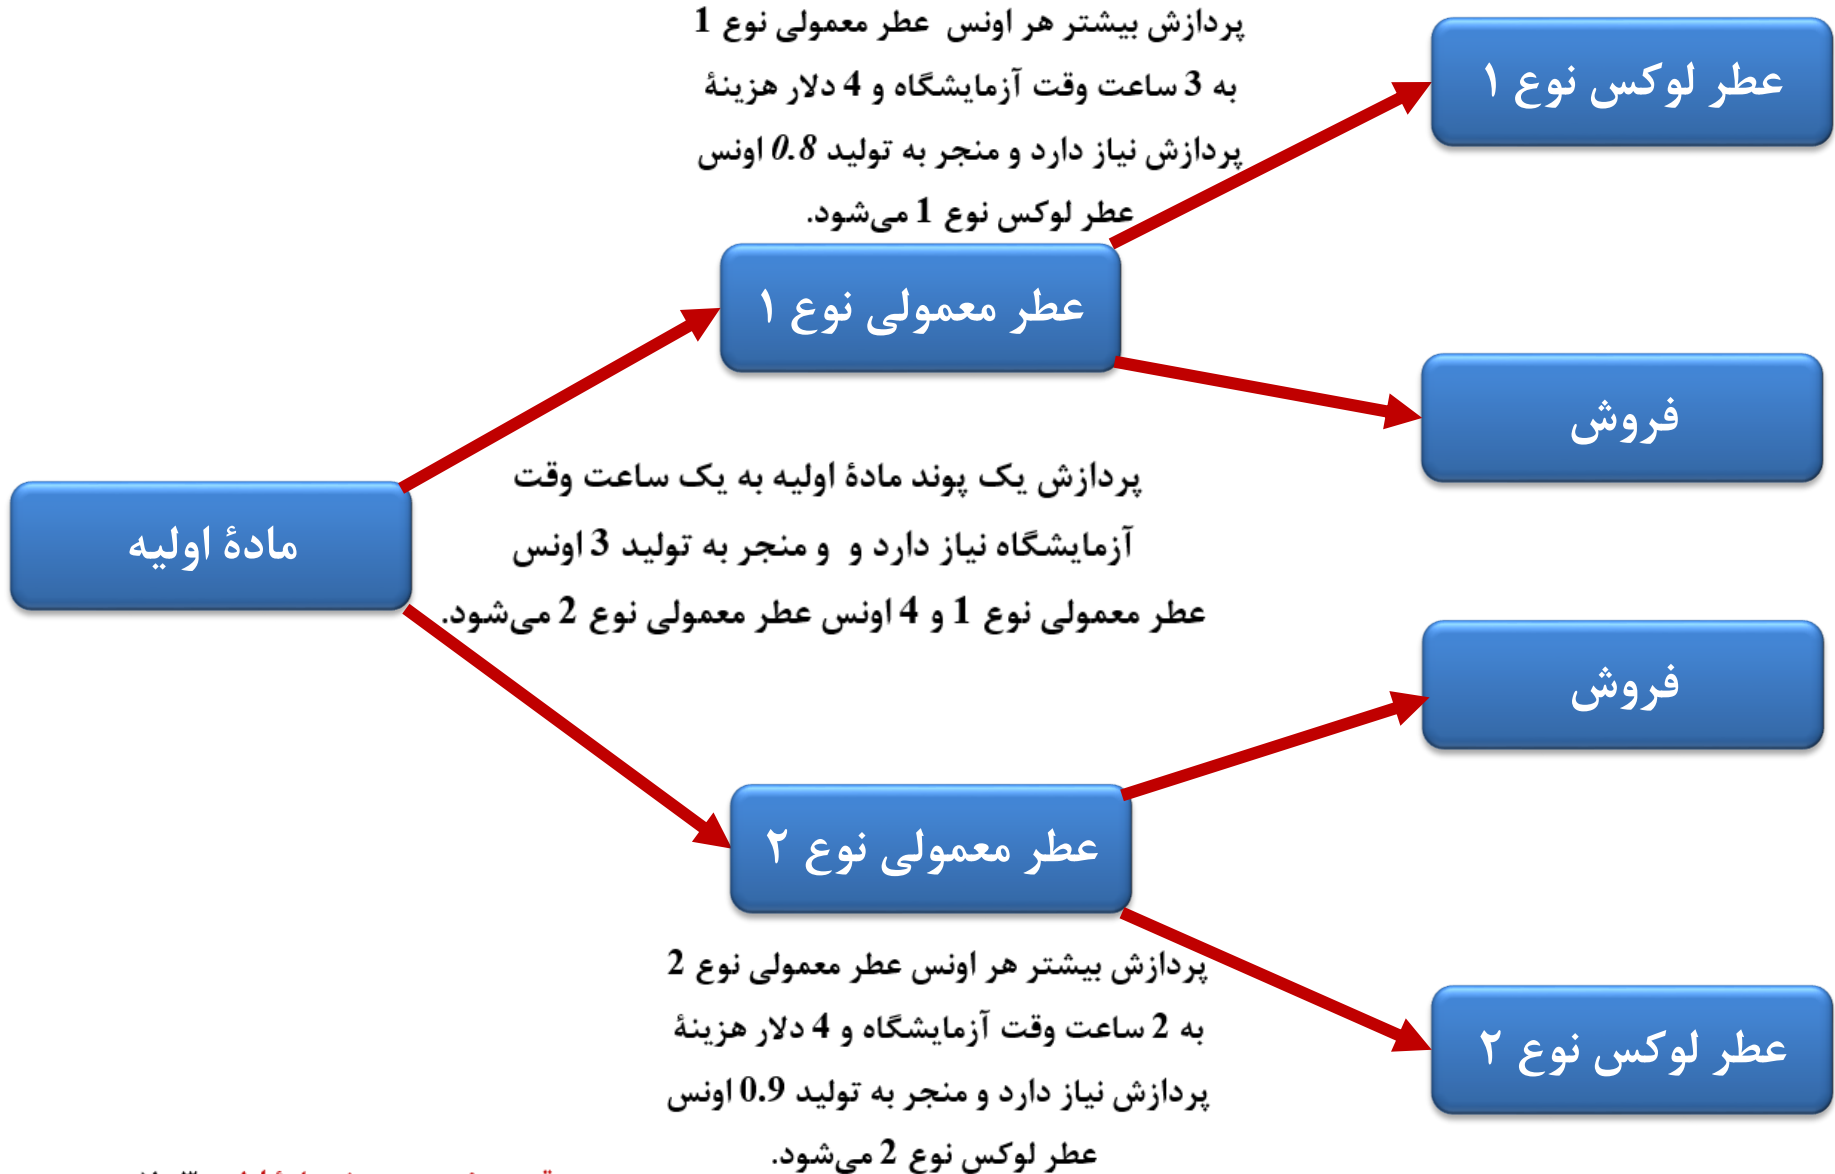 پردازش بیشتر هر اونس عطر معمولی نوع 1
به 3 ساعت وقت آزمایشگاه و 4 دلار هزینهٔ
پردازش نیاز دارد و منجر به تولید 0.8 اونس
عطر لوکس نوع 1 می‌شود.
عطر لوکس نوع ۱
عطر معمولی نوع ۱
فروش
پردازش یک پوند مادهٔ اولیه به یک ساعت وقت
آزمایشگاه نیاز دارد و و منجر به تولید 3 اونس
عطر معمولی نوع 1 و 4 اونس عطر معمولی نوع 2 می‌شود.
مادهٔ اولیه
فروش
عطر معمولی نوع ۲
پردازش بیشتر هر اونس عطر معمولی نوع 2
به 2 ساعت وقت آزمایشگاه و 4 دلار هزینهٔ
پردازش نیاز دارد و منجر به تولید 0.9 اونس
عطر لوکس نوع 2 می‌شود.
عطر لوکس نوع ۲